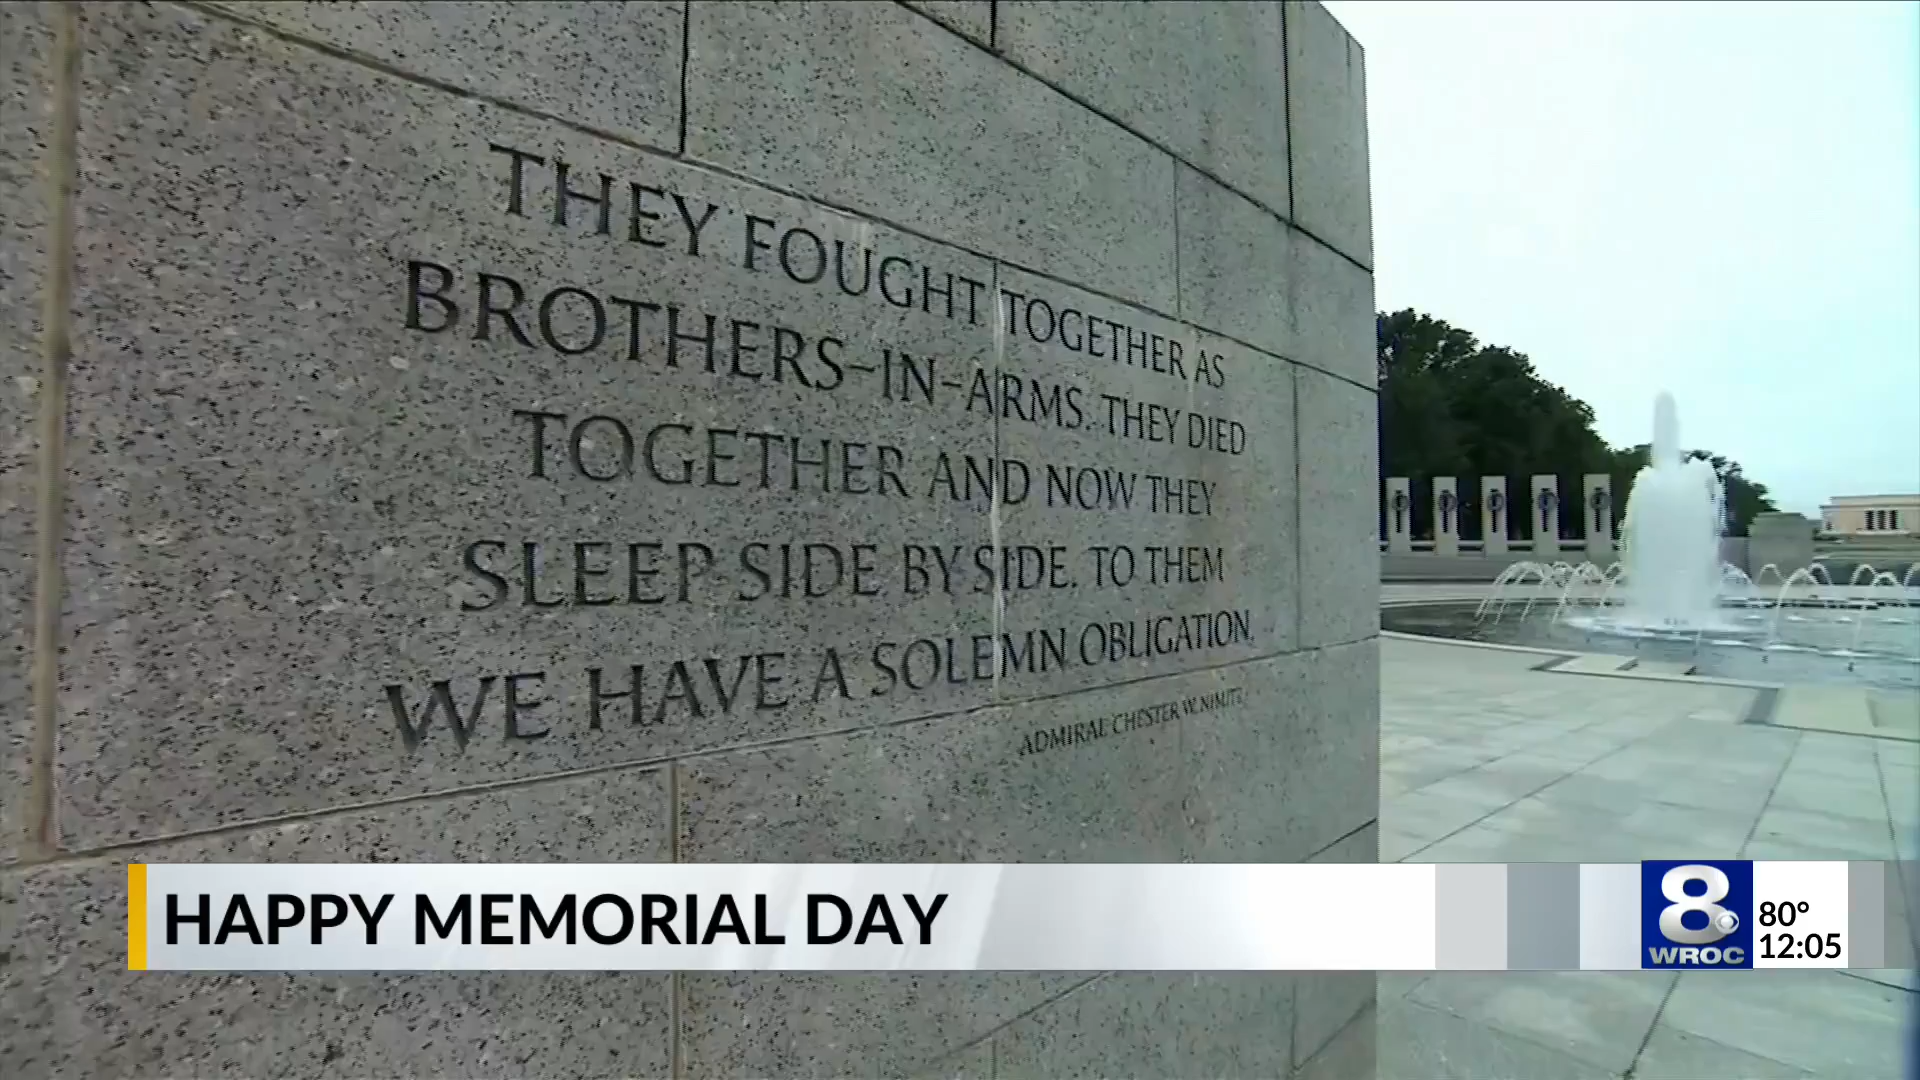 THEY FOUGHT TOGETHER AS
BROTHERS-IN-ARMS. THEY DIED
TOGETHER AND NOW THEY
SLEEP SIDE BY SIDE. TO THEM
WE HAVE A SOLEMN OBLIGATION.
ADMIRAL CHESTER W. NIMITZ
HAPPY MEMORIAL DAY
8
WROC
80°
12:05